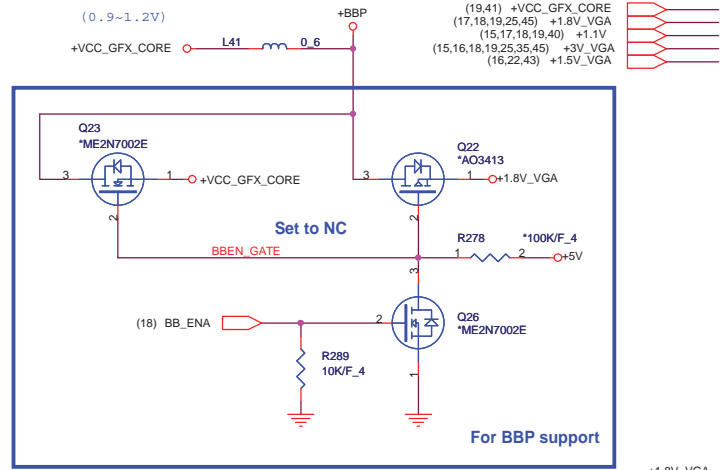 (0.9~1.2V)
+BBP
(19,41) +VCC_GFX_CORE
(17,18,19,25,45) +1.8V_VGA
(15,17,18,19,40) +1.1V
(15,16,18,19,25,35,45) +3V_VGA
(16,22,43) +1.5V_VGA
+VCC_GFX_CORE
L41
0_6
Q23
*ME2N7002E
3
1
+VCC_GFX_CORE
2
Q22
*AO3413
3
1
+1.8V_VGA
2
Set to NC
BBEN_GATE
R278
*100K/F_4
1
2
+5V
3
(18) BB_ENA
2
Q26
*ME2N7002E
1
R289
10K/F_4
For BBP support
+1.8V_VGA